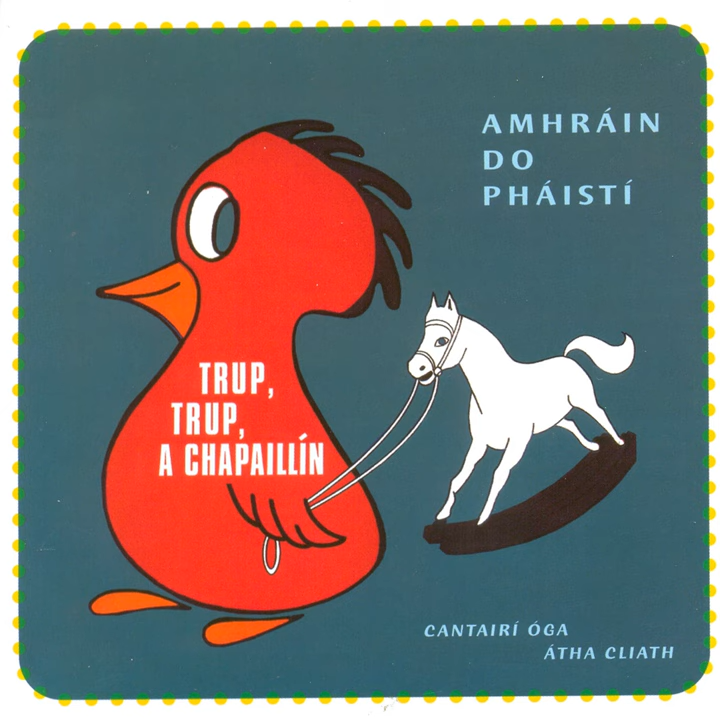 AMHRÁIN
DO
PHÁISTÍ
TRUP,
TRUP,
A CHAPAILLÍN
CANTAIRÍ ÓGA
ÁTHA CLIATH